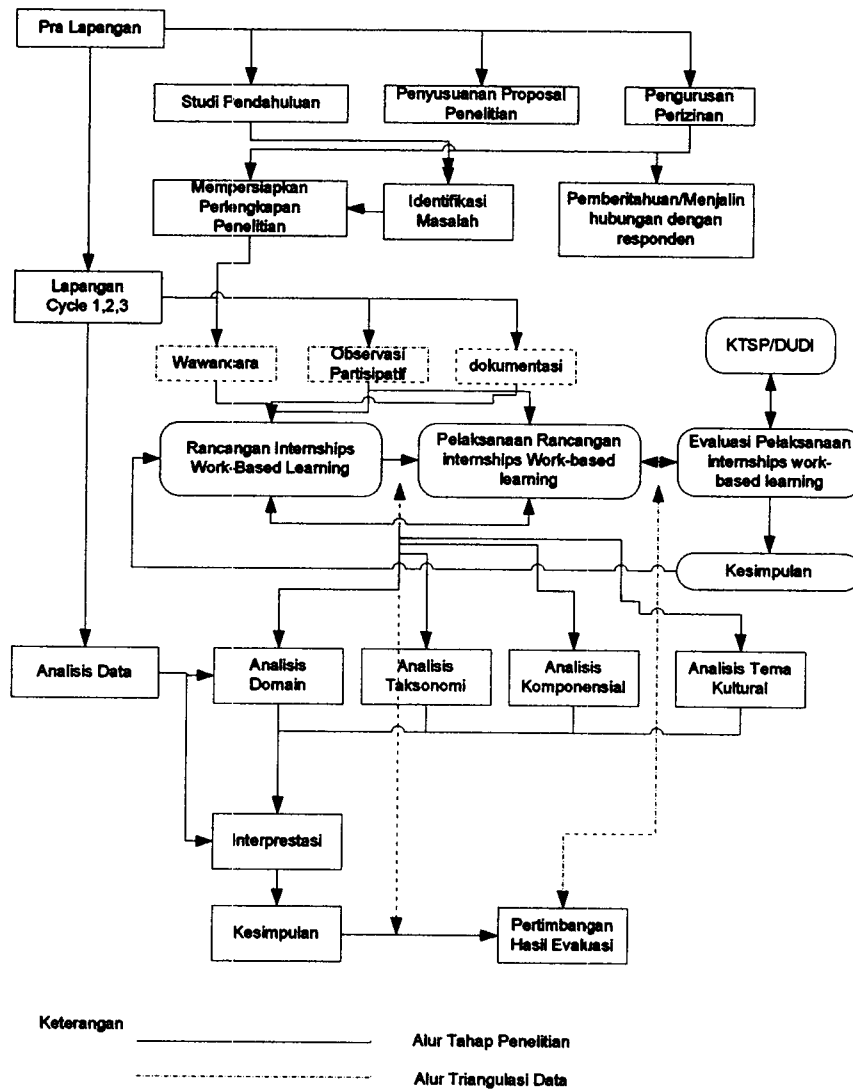 Pra Lapangan
Studi Pendahuluan
Penyusuanan Proposal
Penelitian
Pengurusan
Perizinan
Mempersiapkan
Perlengkapan
Penelitian
Identifikasi
Masalah
Pemberitahuan/Menjalin
hubungan dengan
responden
Lapangan
Cycle 1,2,3
Wawancara
Observasi
Partisipatif
dokumentasi
KTSP/DUDI
Rancangan Internships
Work-Based Learning
Pelaksanaan Rancangan
internships Work-based
learning
Evaluasi Pelaksanaan
internships work-
based learning
Kesimpulan
Analisis Data
Analisis
Domain
Analisis
Taksonomi
Analisis
Komponensial
Analisis Tema
Kultural
Interprestasi
Kesimpulan
Pertimbangan
Hasil Evaluasi
Keterangan
Alur Tahap Penelitian
Alur Triangulasi Data